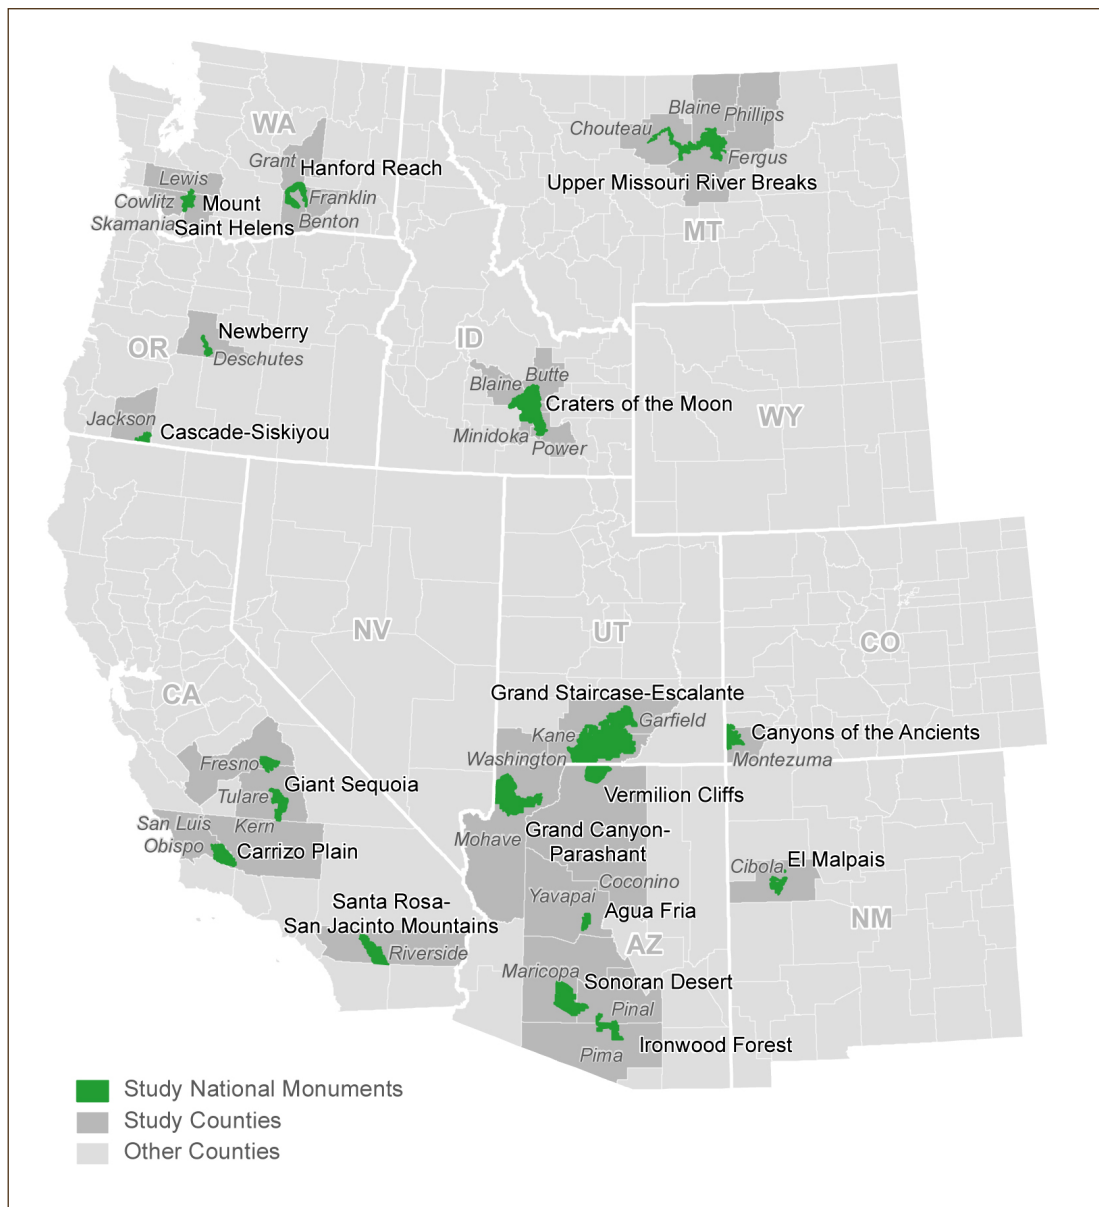 Blaine
Phillips
Chouteau
Fergus
Upper Missouri River Breaks
MT
WA
Grant
Hanford Reach
Lewis
Franklin
Cowlitz
Mount
Skamania
Saint Helens
Benton
Newberry
OR
Deschutes
ID
Butte
Blaine
Craters of the Moon
Minidoka
Power
WY
Jackson
Cascade-Siskiyou
NV
UT
CO
CA
Grand Staircase-Escalante
Garfield
Kane
Washington
Canyons of the Ancients
Montezuma
Fresno
Giant Sequoia
Tulare
Kern
San Luis
Obispo
Carrizo Plain
Vermilion Cliffs
Mohave
Grand Canyon-
Parashant
Coconino
Yavapai
Agua Fria
AZ
Cibola
El Malpais
NM
Santa Rosa-
San Jacinto Mountains
Riverside
Maricopa
Sonoran Desert
Pinal
Ironwood Forest
Pima
Study National Monuments
Study Counties
Other Counties